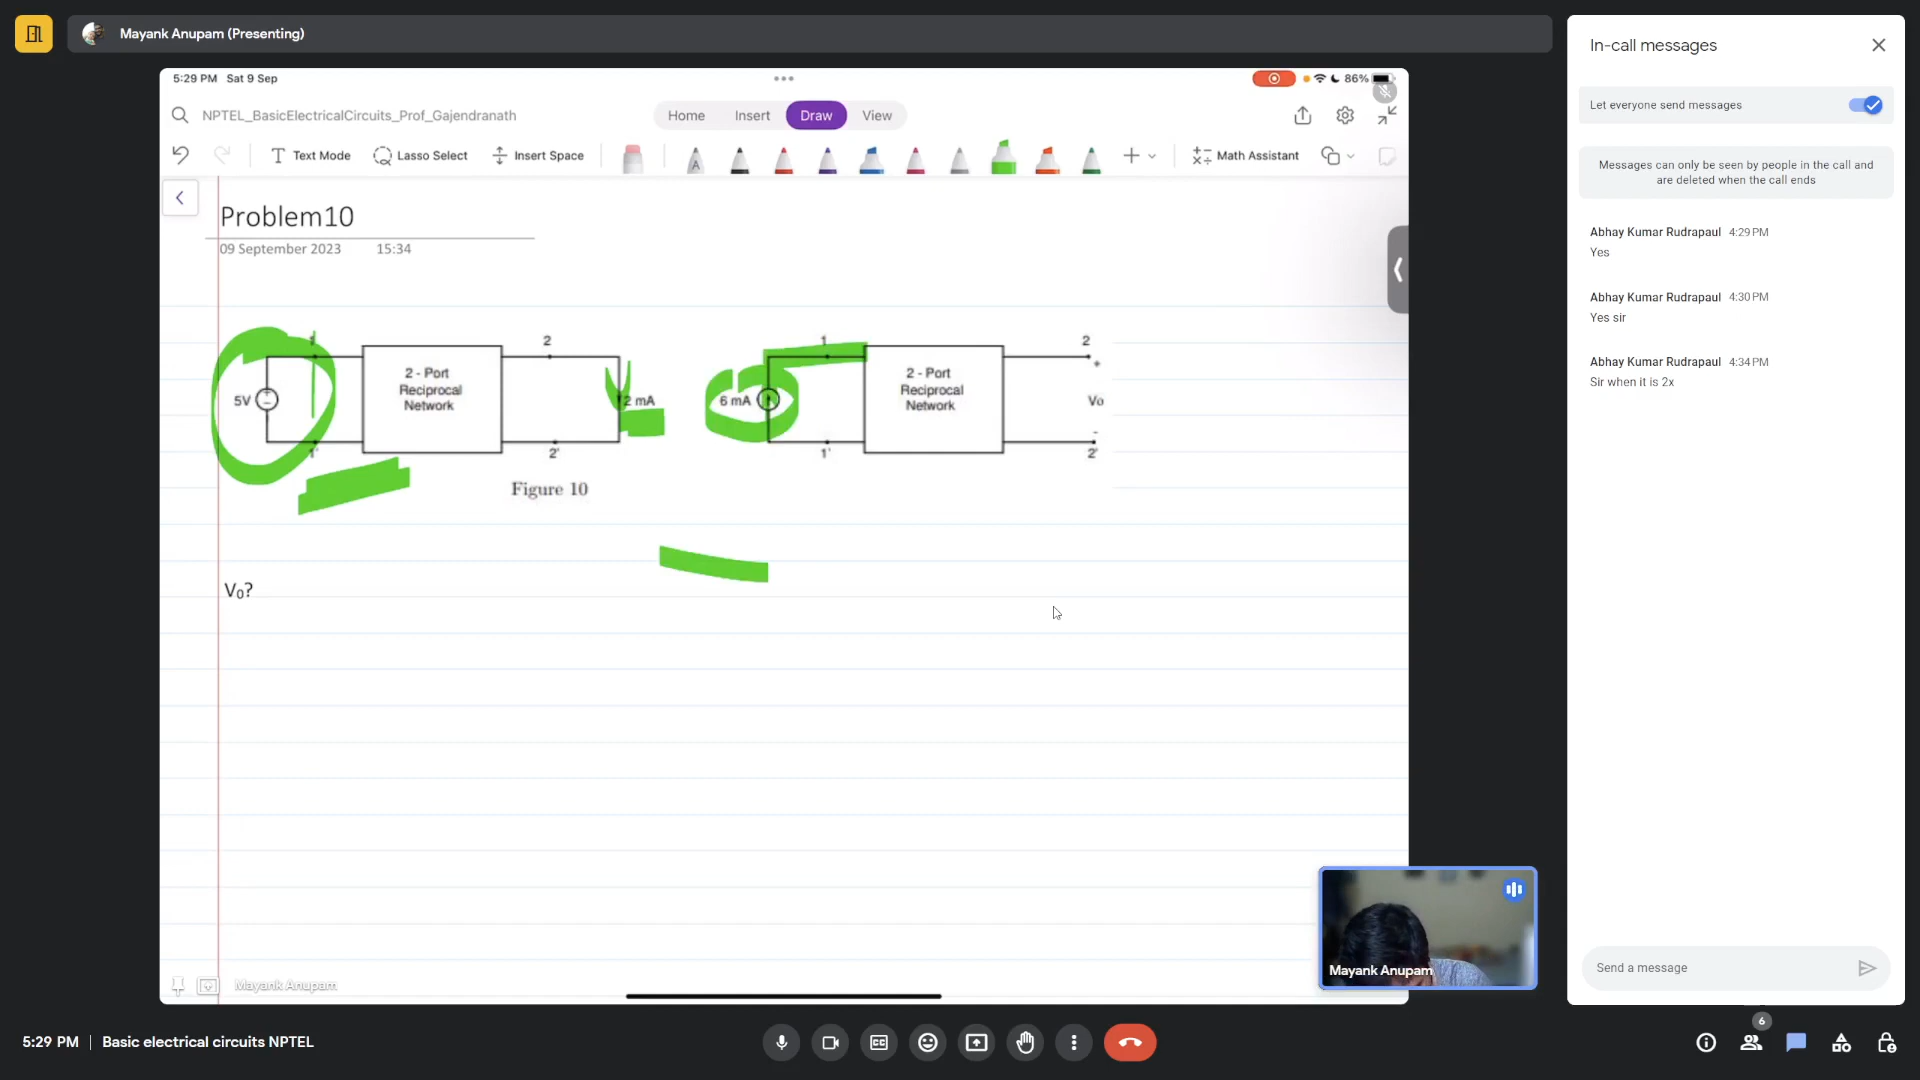 Mayank Anupam (Presenting)
5:29 PM Sat 9 Sep
86%
NPTEL_BasicElectricalCircuits_Prof_Gajendranath
Home Insert Draw View
Text Mode Lasso Select Insert Space
A
Math Assistant
Problem10
09 September 2023 15:34
1 2 1 2
2 - Port
Reciprocal
Network
2 - Port
Reciprocal
Network
5V + − 2 mA 6 mA + Vo -
1' 2' 1' 2'
Figure 10
V₀?
Mayank Anupam
Mayank Anupam
In-call messages
Let everyone send messages
Messages can only be seen by people in the call and
are deleted when the call ends
Abhay Kumar Rudrapaul 4:29 PM
Yes
Abhay Kumar Rudrapaul 4:30 PM
Yes sir
Abhay Kumar Rudrapaul 4:34 PM
Sir when it is 2x
Send a message
5:29 PM | Basic electrical circuits NPTEL
6